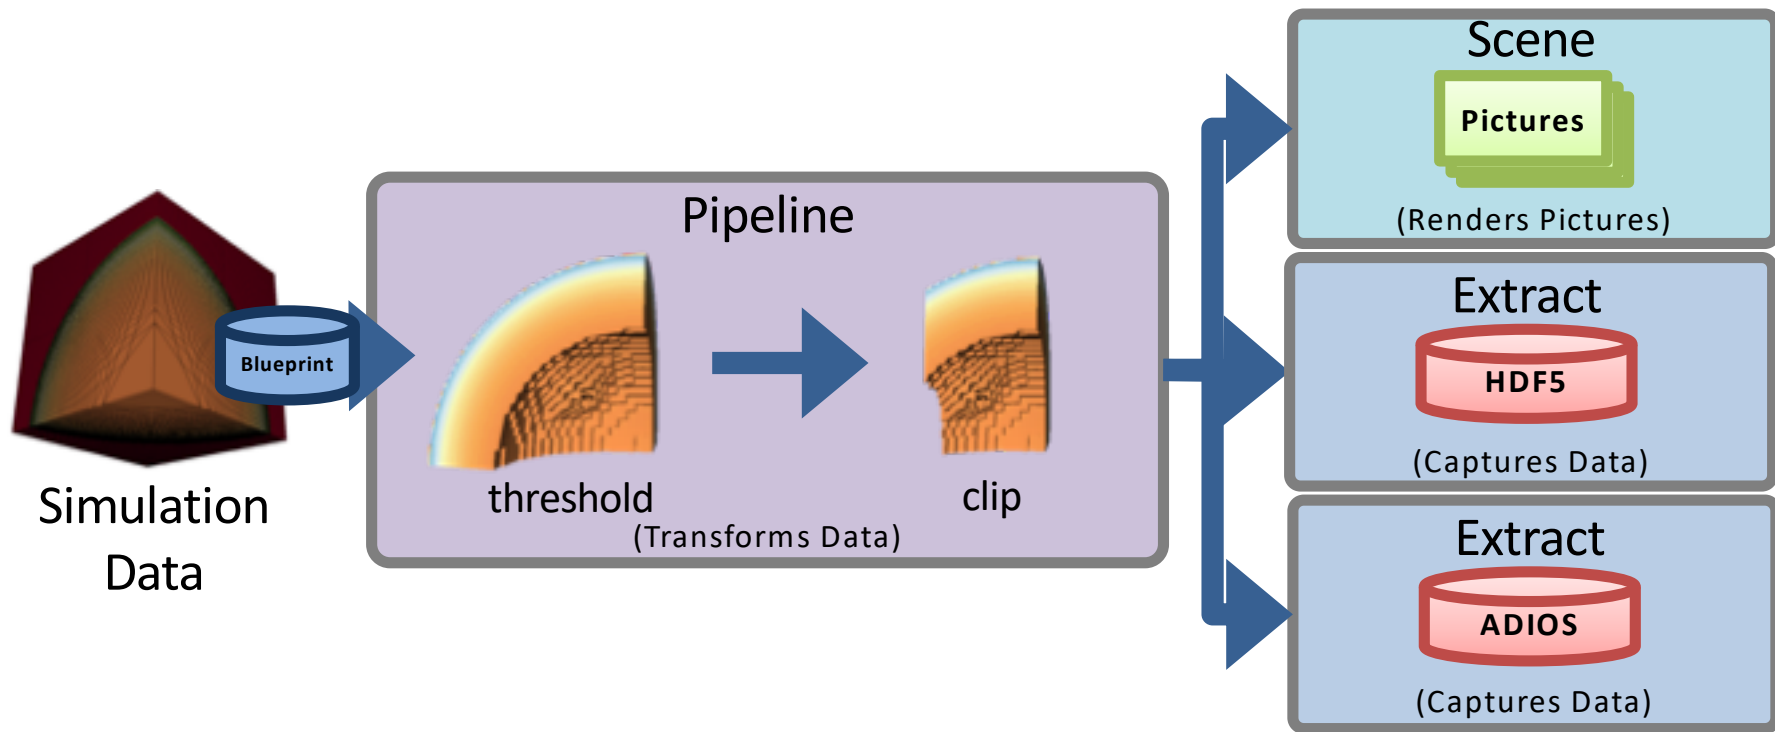 Simulation
Data
Blueprint
Pipeline
threshold
clip
(Transforms Data)
Scene
Pictures
(Renders Pictures)
Extract
HDF5
(Captures Data)
Extract
ADIOS
(Captures Data)